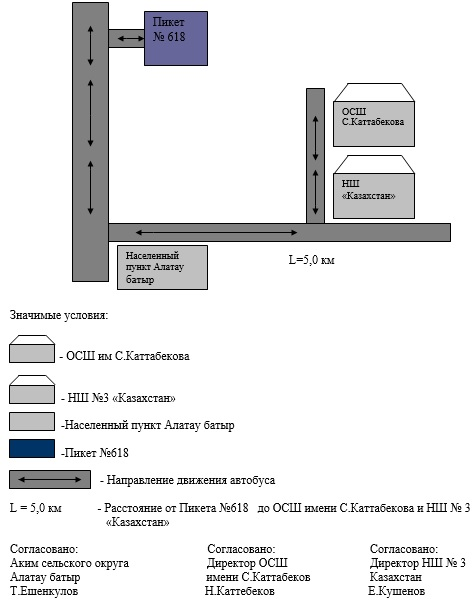 Пикет
№ 618
ОСШ
С.Каттабекова
НШ
«Казахстан»
Населенный
пункт Алатау
батыр
L=5,0 км
Значимые условия:
- ОСШ им С.Каттабекова
- НШ №3 «Казахстан»
-Населенный пункт Алатау батыр
-Пикет №618
- Направление движения автобуса
L = 5,0 км - Расстояние от Пикета №618 до ОСШ имени С.Каттабекова и НШ № 3
«Казахстан»
Согласовано: Согласовано: Согласовано:
Аким сельского округа Директор ОСШ Директор НШ № 3
Алатау батыр имени С.Каттабеков Казахстан
Т.Ешенкулов Н.Каттебеков Е.Кушенов